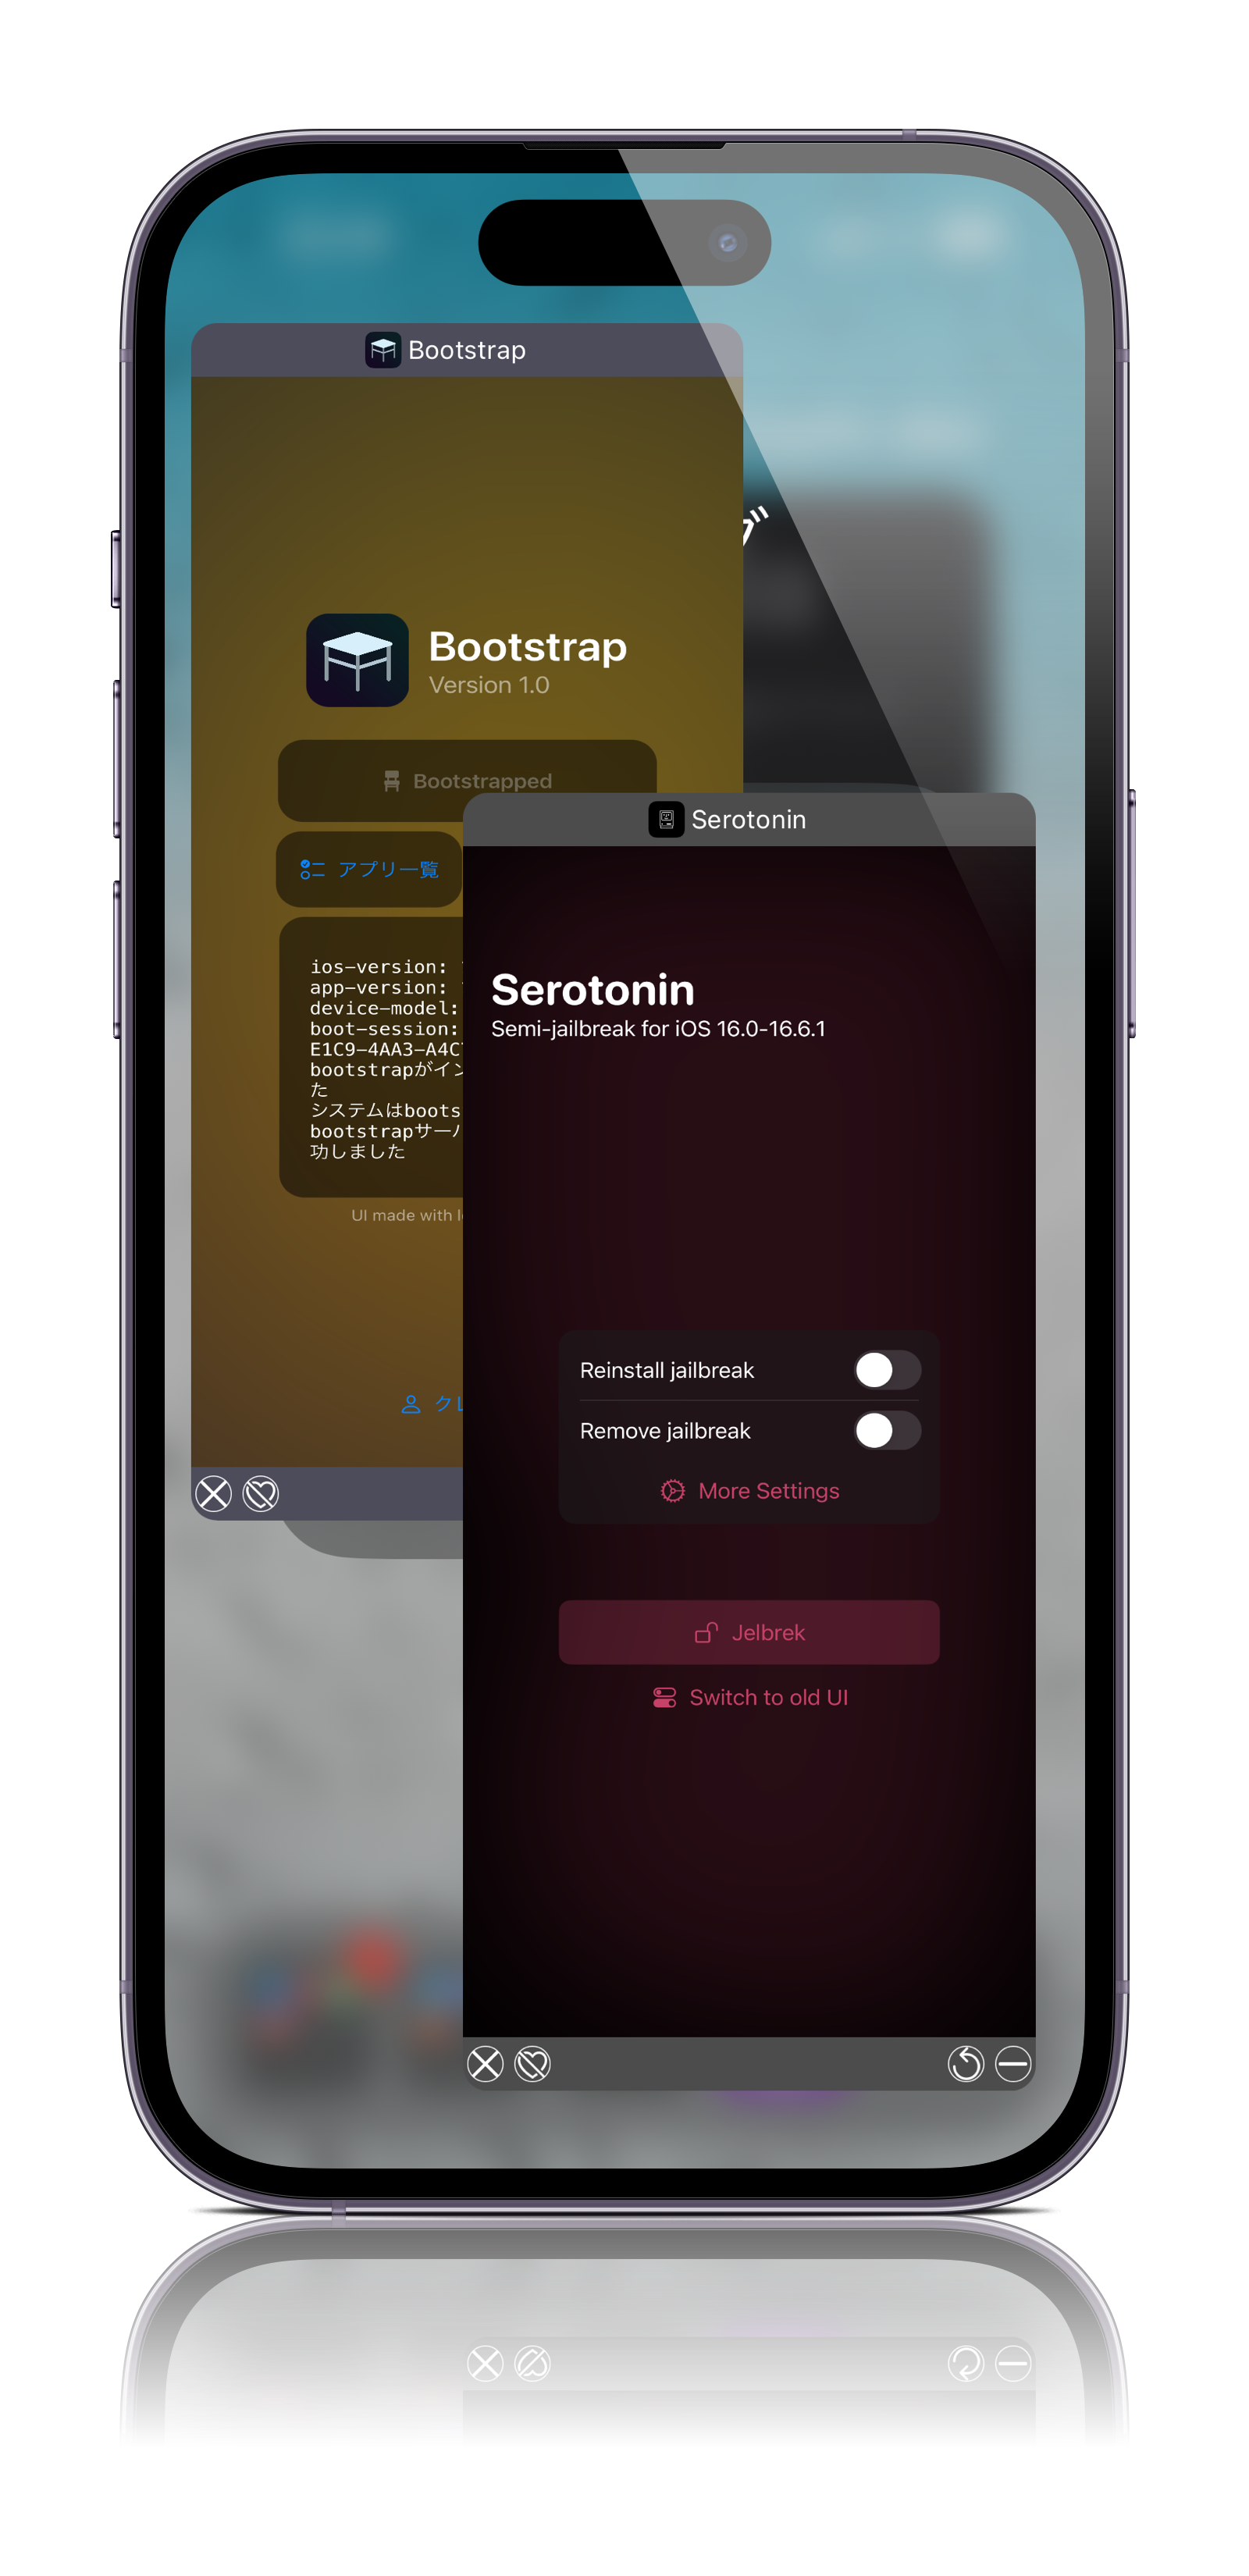 Bootstrap
Bootstrap
Version 1.0
Bootstrapped
アプリ一覧
ios-version:
app-version:
device-model:
boot-session:
E1C9-4AA3-A4C
bootstrapがイン
た
システムはboots
bootstrapサーバ
功しました
UI made with
グ
Serotonin
Serotonin
Semi-jailbreak for iOS 16.0-16.6.1
Reinstall jailbreak
Remove jailbreak
More Settings
Jelbrek
Switch to old UI